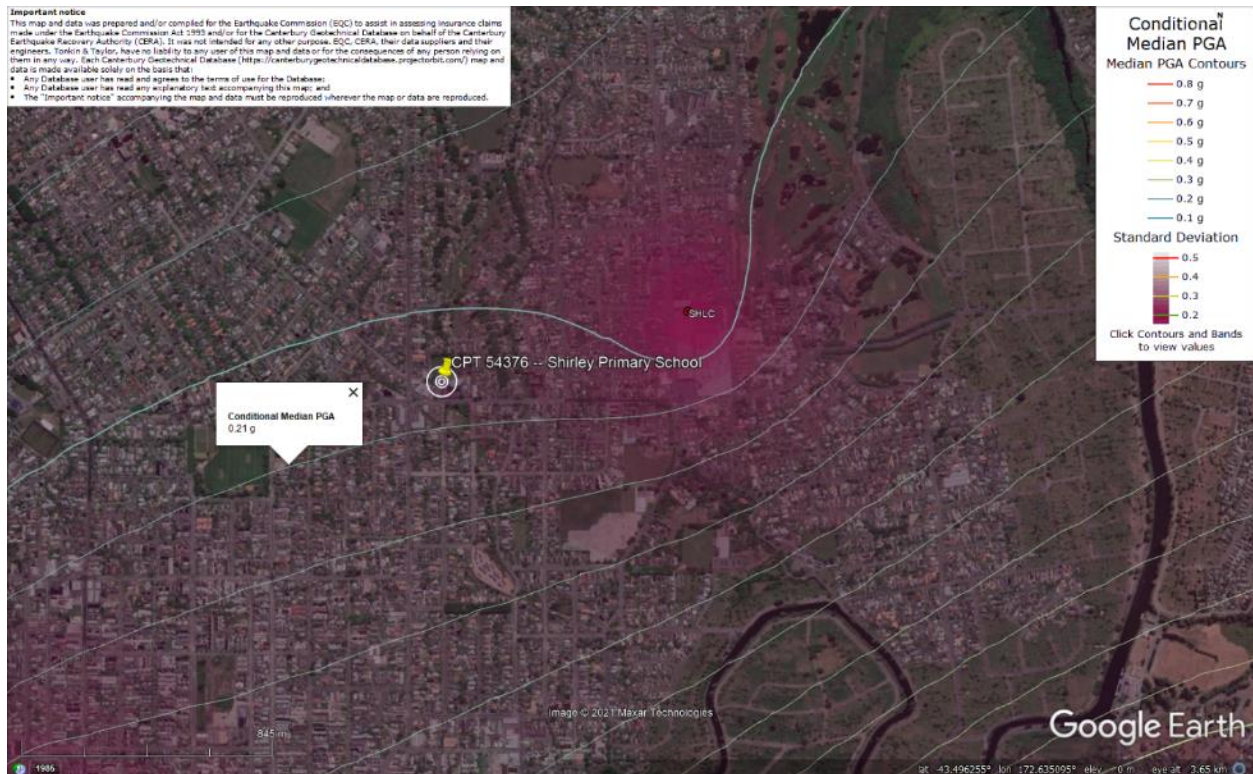 Important notice
This map and data was prepared and/or compiled for the Earthquake Commission (EQC) to assist in assessing insurance claims
made under the Earthquake Commission Act 1993 and/or for the Canterbury Geotechnical Database on behalf of the Canterbury
Earthquake Recovery Authority (CERA). It was not intended for any other purpose. EQC, CERA, their data suppliers and their
engineers, Tonkin & Taylor, have no liability to any user of this map and data or for the consequences of any person relying on
them in any way. Each Canterbury Geotechnical Database (https://canterburygeotechnicaldatabase.projectorbit.com/) map and
data is made available solely on the basis that:
• Any Database user has read and agrees to the terms of use for the Database;
• Any Database user has read any explanatory text accompanying this map; and
• The "Important notice" accompanying the map and data must be reproduced wherever the map or data are reproduced.
N
Conditional
Median PGA
Median PGA Contours
0.8 g
0.7 g
0.6 g
0.5 g
0.4 g
0.3 g
0.2 g
0.1 g
Standard Deviation
0.5
0.4
0.3
0.2
Click Contours and Bands
to view values
SHLC
CPT 54376 -- Shirley Primary School
Conditional Median PGA
0.21 g
Image © 2021 Maxar Technologies
Google Earth
845 m
1986
lat -43.496255° lon 172.635095° elev 0 m eye alt 3.65 km